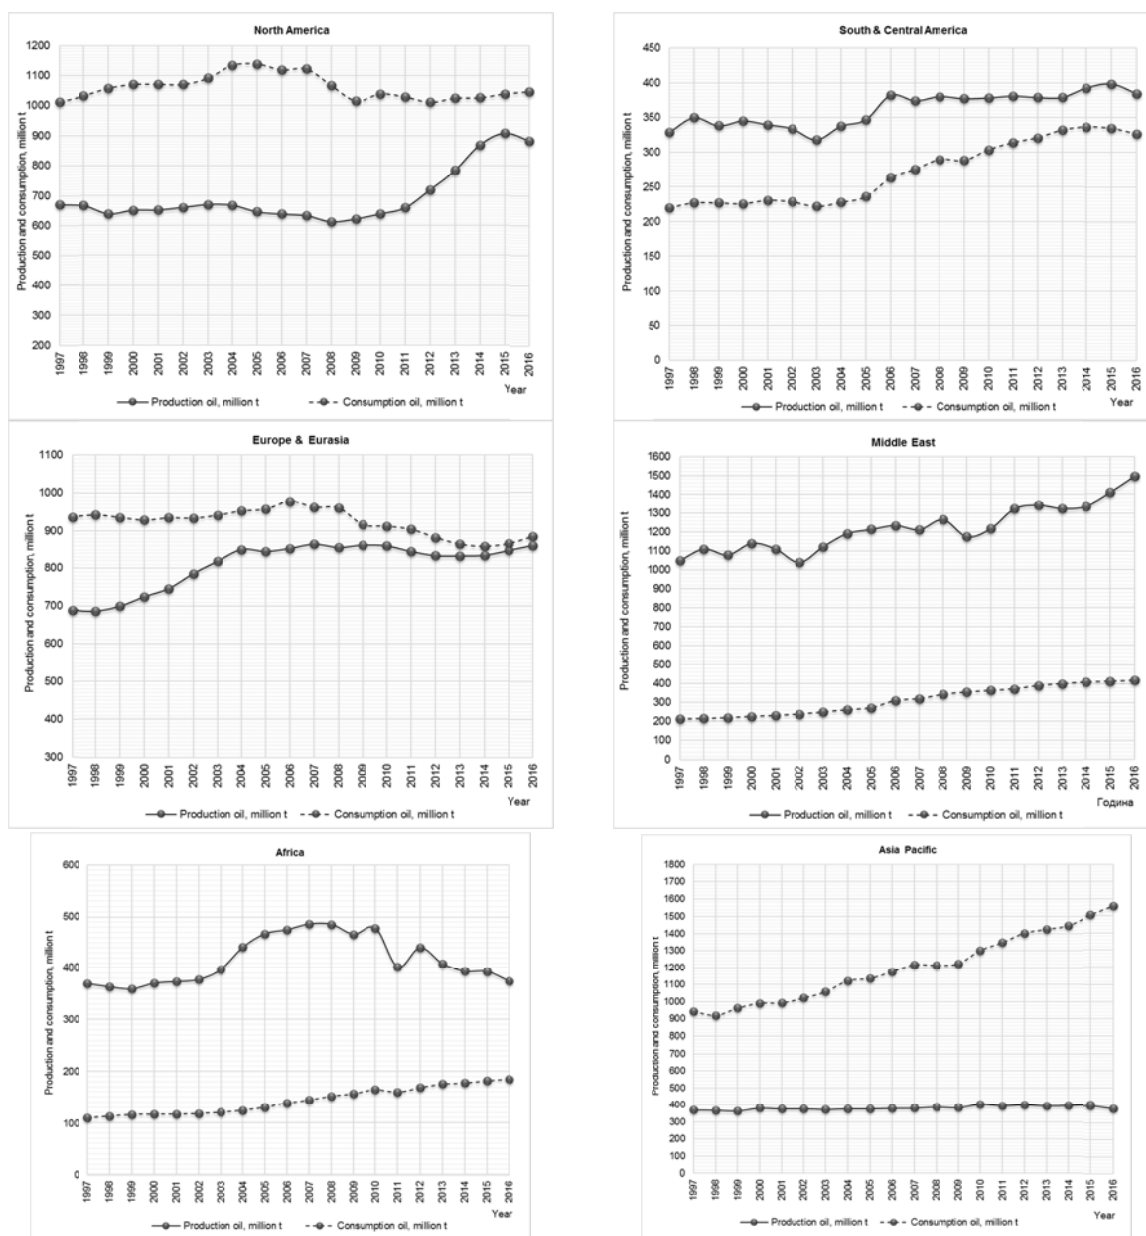 North America
Production and consumption, million t
1200
1100
1000
900
800
700
600
500
400
300
200
1997 1998 1999 2000 2001 2002 2003 2004 2005 2006 2007 2008 2009 2010 2011 2012 2013 2014 2015 2016
Year
Production oil, million t Consumption oil, million t
South & Central America
Production and consumption, million t
450
400
350
300
250
200
150
100
50
0
1997 1998 1999 2000 2001 2002 2003 2004 2005 2006 2007 2008 2009 2010 2011 2012 2013 2014 2015 2016
Year
Production oil, million t Consumption oil, million t
Europe & Eurasia
Production and consumption, million t
1100
1000
900
800
700
600
500
400
300
1997 1998 1999 2000 2001 2002 2003 2004 2005 2006 2007 2008 2009 2010 2011 2012 2013 2014 2015 2016
Year
Production oil, million t Consumption oil, million t
Middle East
Production and consumption, million t
1600
1500
1400
1300
1200
1100
1000
900
800
700
600
500
400
300
200
100
0
1997 1998 1999 2000 2001 2002 2003 2004 2005 2006 2007 2008 2009 2010 2011 2012 2013 2014 2015 2016
Година
Production oil, million t Consumption oil, million t
Africa
Production and consumption, million t
600
500
400
300
200
100
0
1997 1998 1999 2000 2001 2002 2003 2004 2005 2006 2007 2008 2009 2010 2011 2012 2013 2014 2015 2016
Year
Production oil, million t Consumption oil, million t
Asia Pacific
Production and consumption, million t
1800
1700
1600
1500
1400
1300
1200
1100
1000
900
800
700
600
500
400
300
200
100
0
1997 1998 1999 2000 2001 2002 2003 2004 2005 2006 2007 2008 2009 2010 2011 2012 2013 2014 2015 2016
Year
Production oil, million t Consumption oil, million t